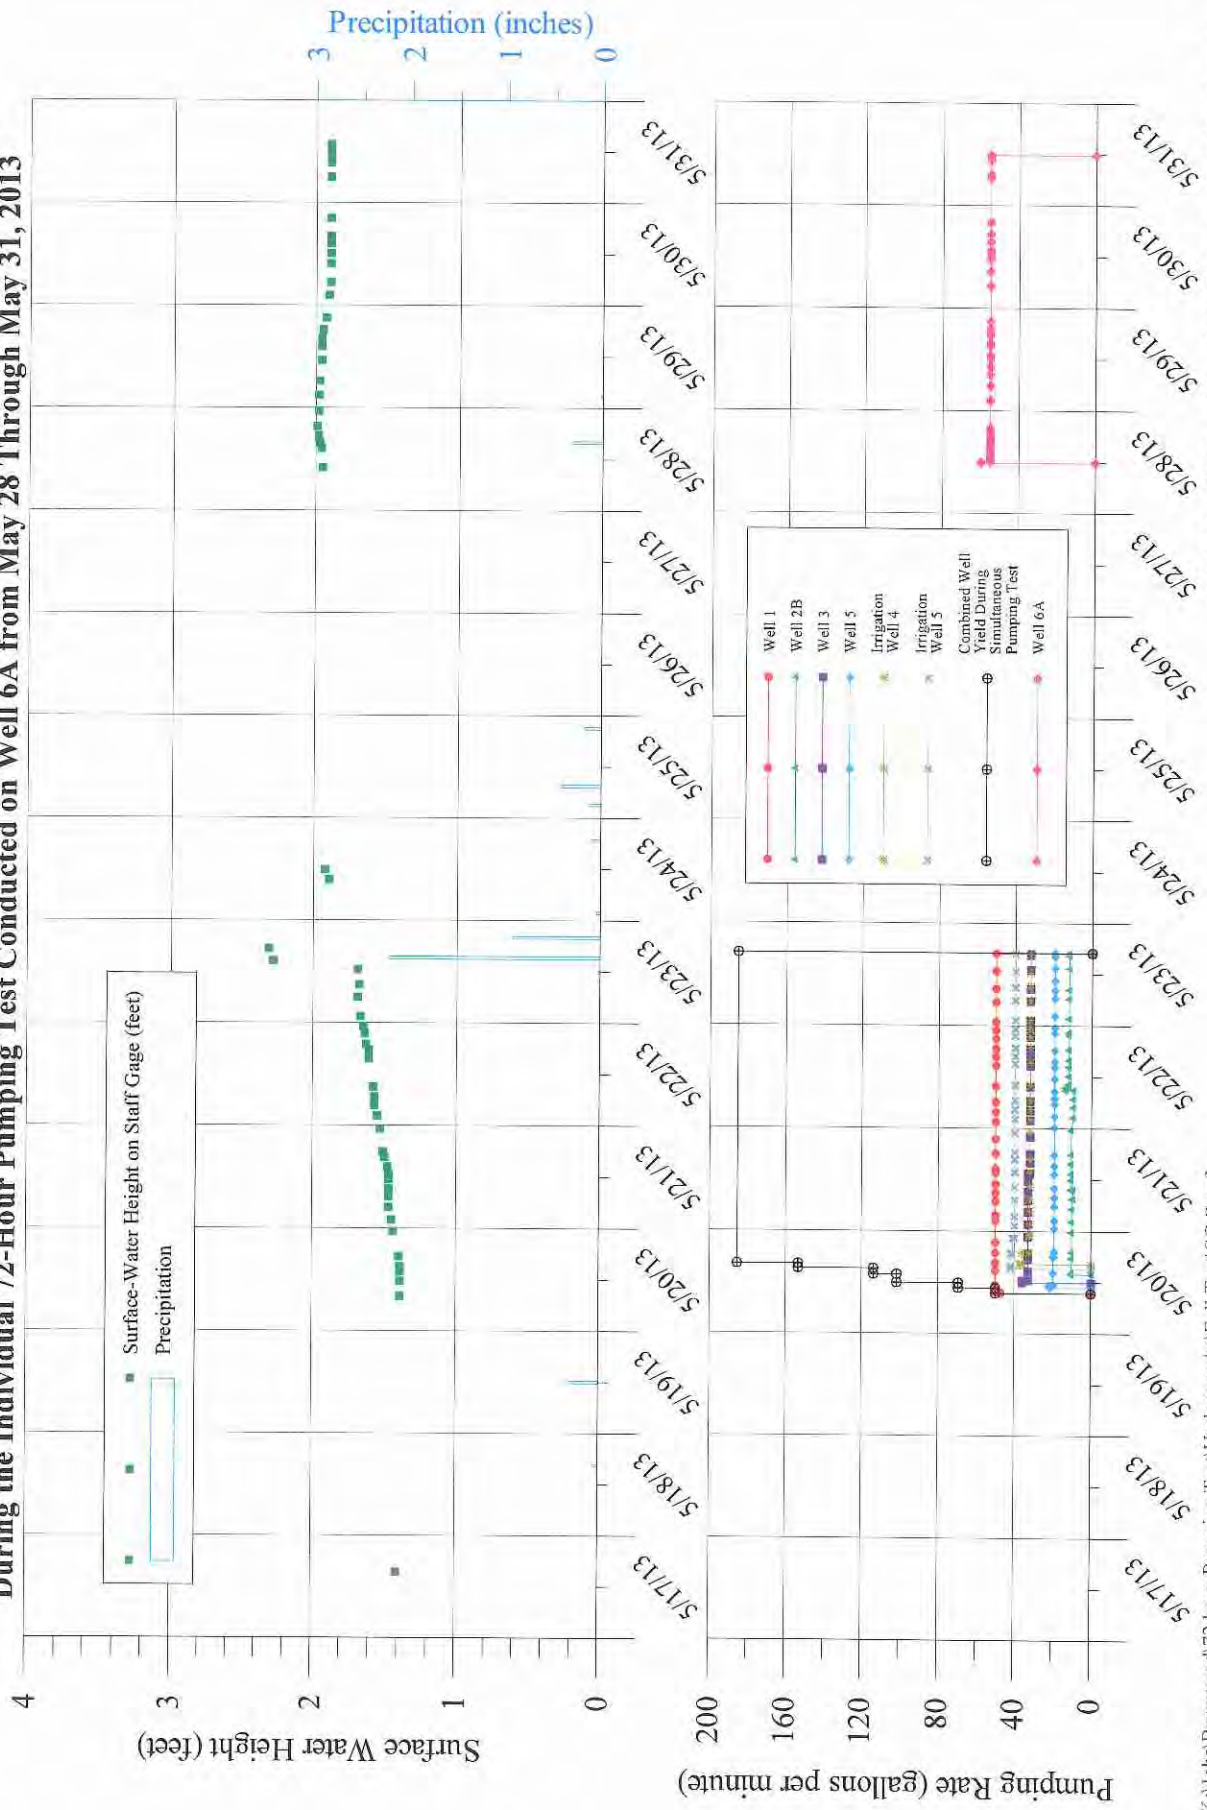 During the Individual 72-Hour Pumping Test Conducted on Well 6A from May 28 Through May 31, 2013
Surface-Water Height on Staff Gage (feet)
Precipitation
Surface Water Height (feet)
4
3
2
1
0
Precipitation (inches)
3
2
1
0
5/17/13
5/18/13
5/19/13
5/20/13
5/21/13
5/22/13
5/23/13
5/24/13
5/25/13
5/26/13
5/27/13
5/28/13
5/29/13
5/30/13
5/31/13
Pumping Rate (gallons per minute)
200
160
120
80
40
0
Well 1
Well 2B
Well 3
Well 5
Irrigation
Well 4
Irrigation
Well 5
Combined Well
Yield During
Simultaneous
Pumping Test
Well 6A
5/17/13
5/18/13
5/19/13
5/20/13
5/21/13
5/22/13
5/23/13
5/24/13
5/25/13
5/26/13
5/27/13
5/28/13
5/29/13
5/30/13
5/31/13